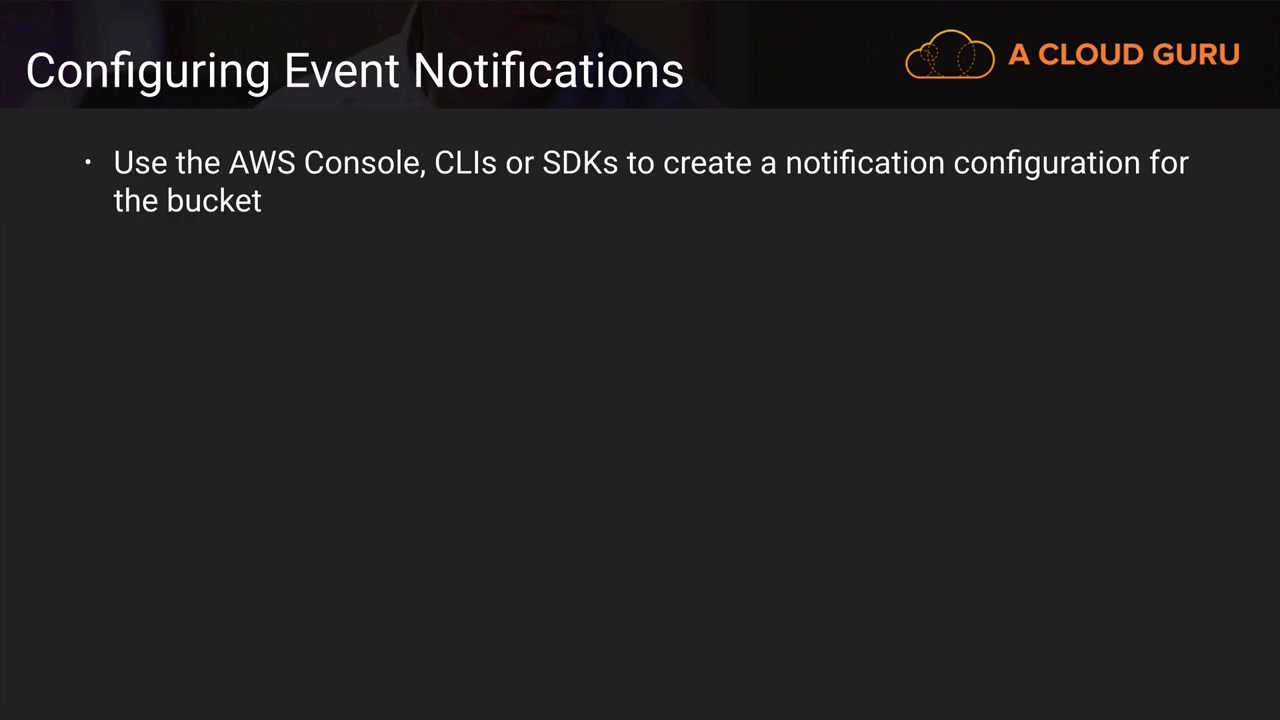 Configuring Event Notifications
A CLOUD GURU
• Use the AWS Console, CLIs or SDKs to create a notification configuration for
the bucket